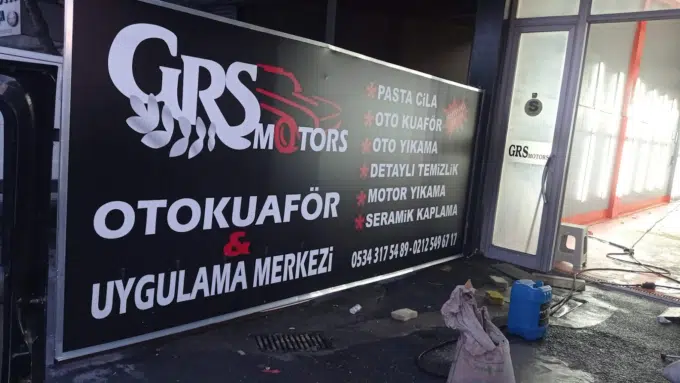 GRS
MOTORS
OTOKUAFÖR
&
UYGULAMA MERKEZİ
* PASTA CİLA
* OTO KUAFÖR
* OTO YIKAMA
* DETAYLI TEMİZLİK
* MOTOR YIKAMA
* SERAMİK KAPLAMA
0534 317 54 89 - 0212 549 67 17
5
GRS MOTORS